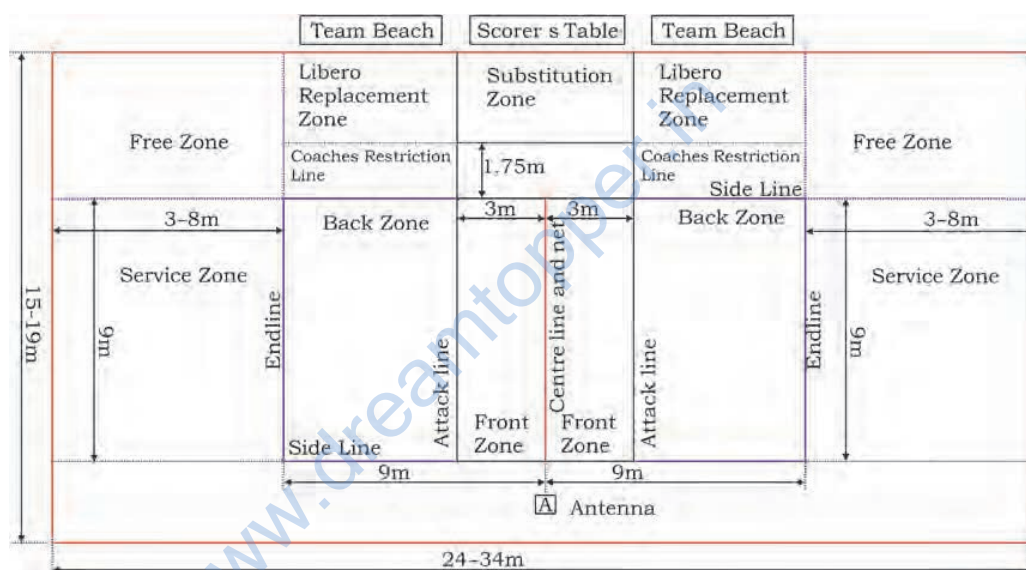 Team Beach
Scorer s Table
Team Beach
Libero
Replacement
Zone
Substitution
Zone
Libero
Replacement
Zone
Free Zone
Free Zone
Coaches Restriction
Line
1.75m
Coaches Restriction
Line
Side Line
3m
3m
3-8m
Back Zone
Back Zone
3-8m
Service Zone
Service Zone
15-19m
9m
Endline
Attack line
Centre line and net
Attack line
Endline
9m
Front
Zone
Front
Zone
Side Line
9m
9m
A Antenna
24-34m
www.dreamtopper.in